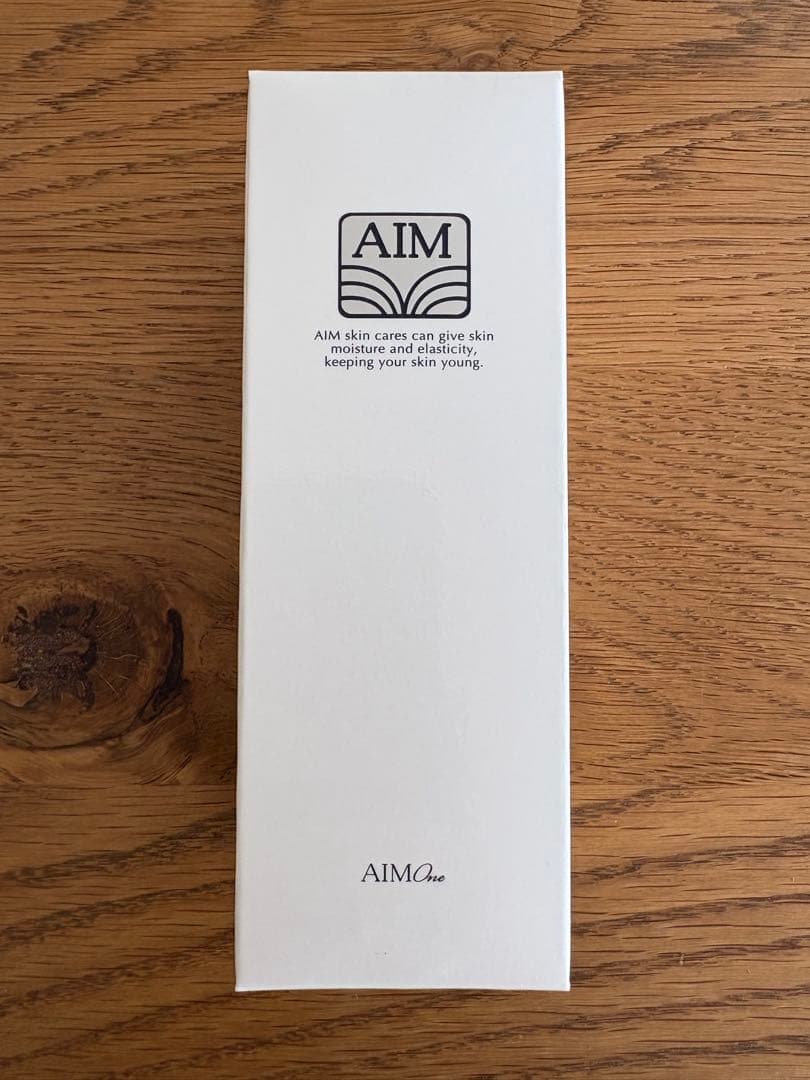 AIM
AIM skin cares can give skin
moisture and elasticity,
keeping your skin young.
AIMOne